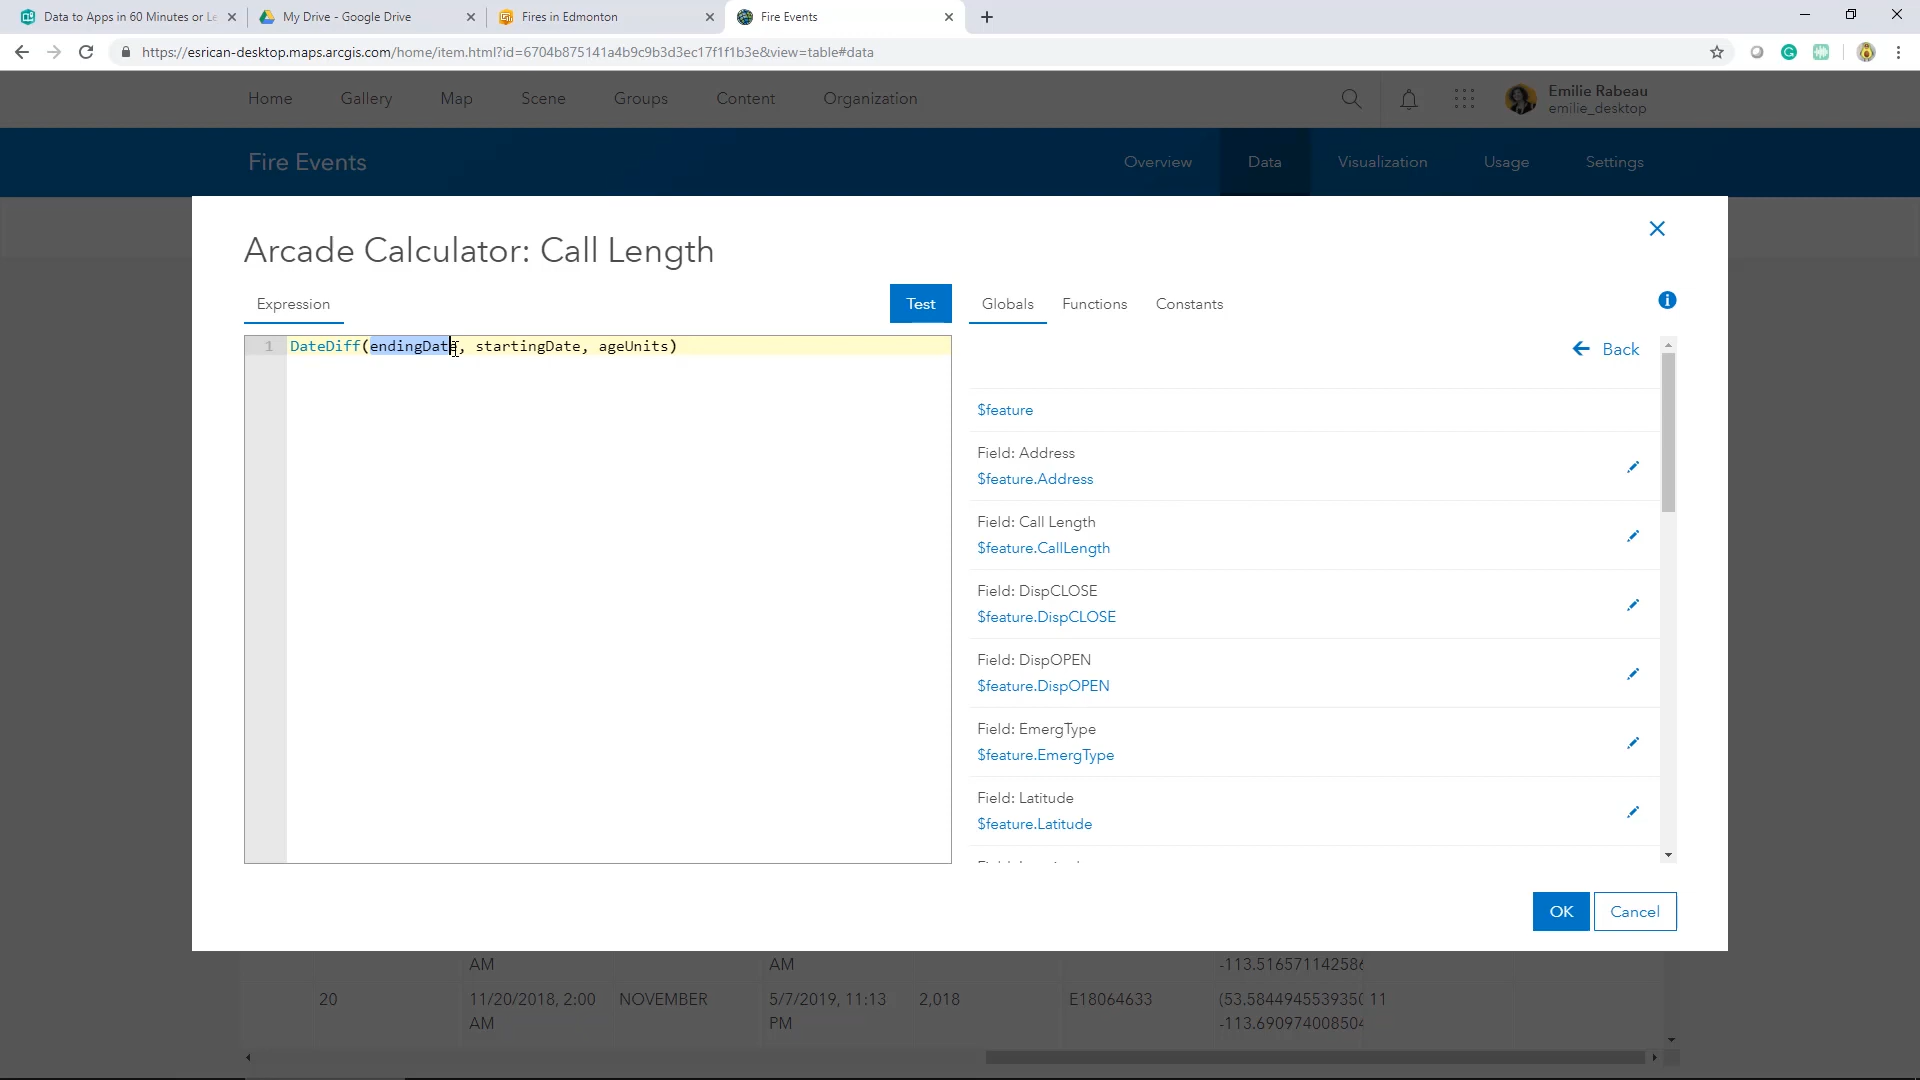 Data to Apps in 60 Minutes or Le
My Drive - Google Drive
Fires in Edmonton
Fire Events
https://esrican-desktop.maps.arcgis.com/home/item.html?id=6704b875141a4b9c9b3d3ec17f1f1b3e&view=table#data
Home Gallery Map Scene Groups Content Organization
Emilie Rabeau
emilie_desktop
Fire Events
Overview Data Visualization Usage Settings
Arcade Calculator: Call Length
Expression
Test
Globals Functions Constants
1 DateDiff(endingDate, startingDate, ageUnits)
Back
$feature
Field: Address
$feature.Address
Field: Call Length
$feature.CallLength
Field: DispCLOSE
$feature.DispCLOSE
Field: DispOPEN
$feature.DispOPEN
Field: EmergType
$feature.EmergType
Field: Latitude
$feature.Latitude
OK Cancel
AM AM -113.516571142586
20 11/20/2018, 2:00 NOVEMBER 5/7/2019, 11:13 2,018 E18064633 (53.584494553935( 11
AM PM -113.690974008504